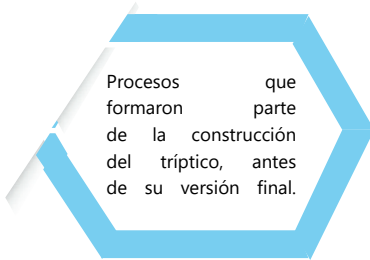 Procesos que
formaron parte
de la construcción
del tríptico, antes
de su versión final.